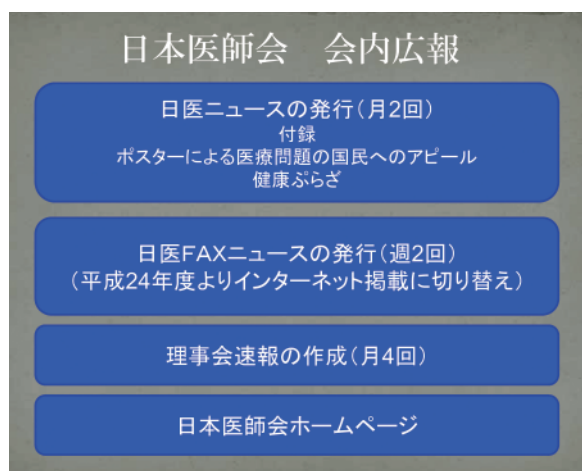 日本医師会　会内広報
日医ニュースの発行（月2回）
付録
ポスターによる医療問題の国民へのアピール
健康ぷらざ
日医FAXニュースの発行（週2回）
（平成24年度よりインターネット掲載に切り替え）
理事会速報の作成（月4回）
日本医師会ホームページ